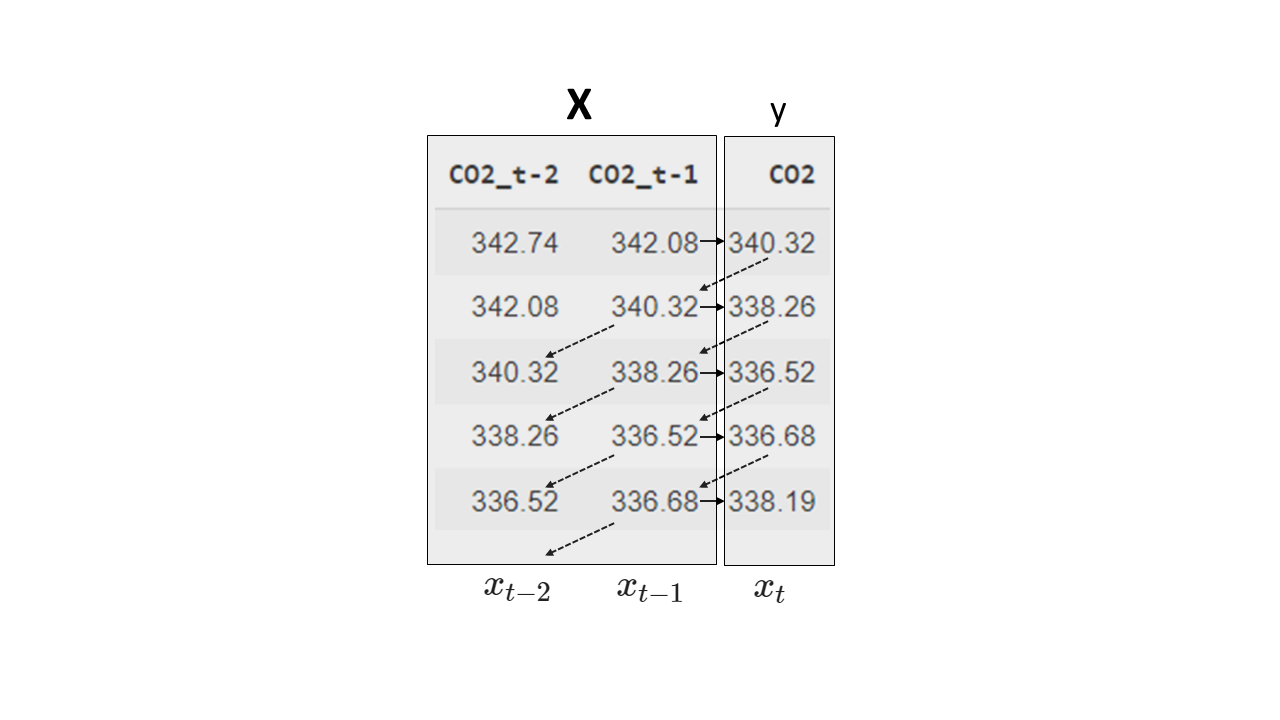 X y
CO2_t-2 CO2_t-1 CO2
342.74 342.08 340.32
342.08 340.32 338.26
340.32 338.26 336.52
338.26 336.52 336.68
336.52 336.68 338.19
x_{t-2} x_{t-1} x_t